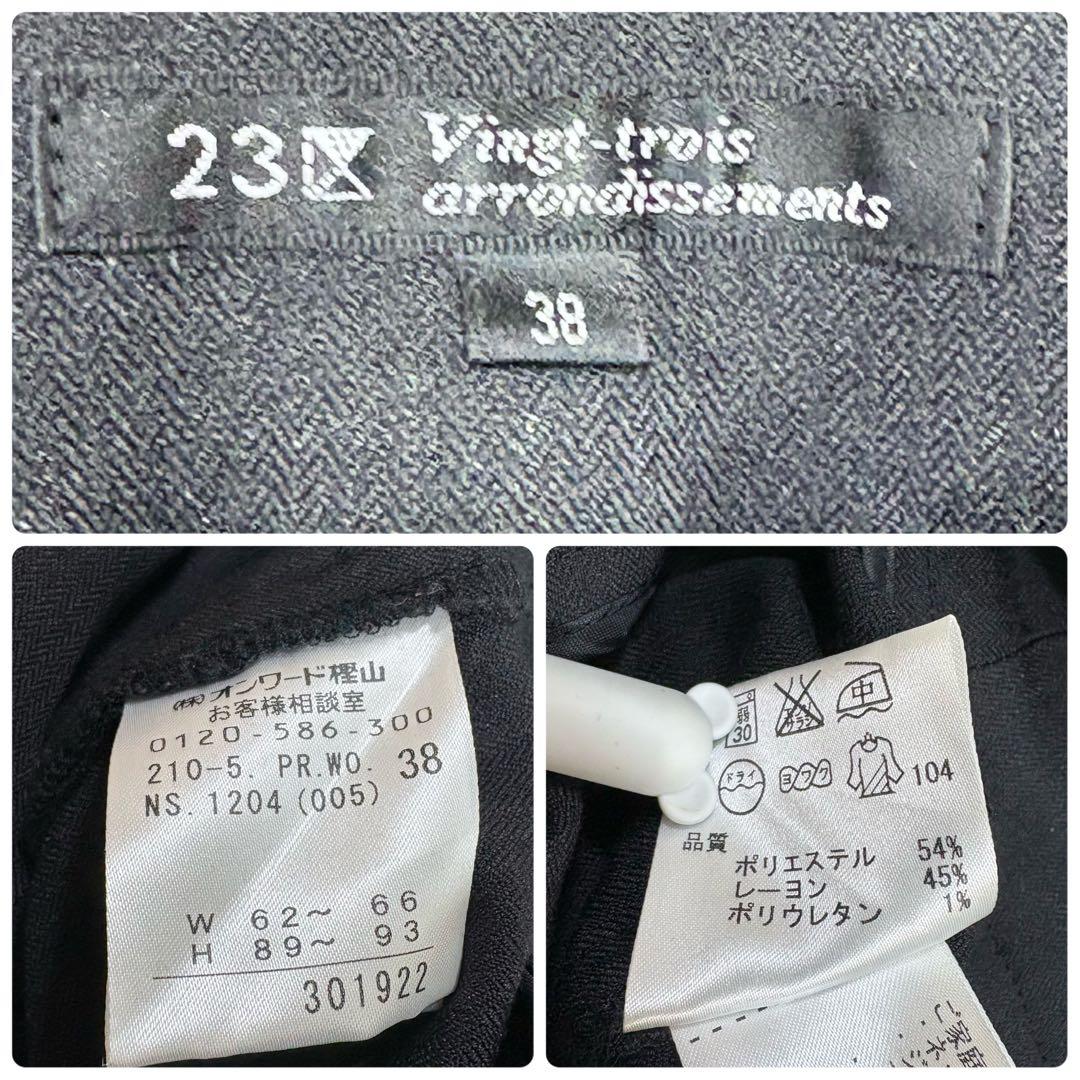 23区 Vingt-trois
arrondissements
38
(株)オンワード樫山
お客様相談室
0120-586-300
210-5. PR.WO. 38
NS.1204(005)
W 62〜 66
H 89〜 93
301922
弱 30 中
ドライ ヨワク 104
品質
ポリエステル 54%
レーヨン 45%
ポリウレタン 1%